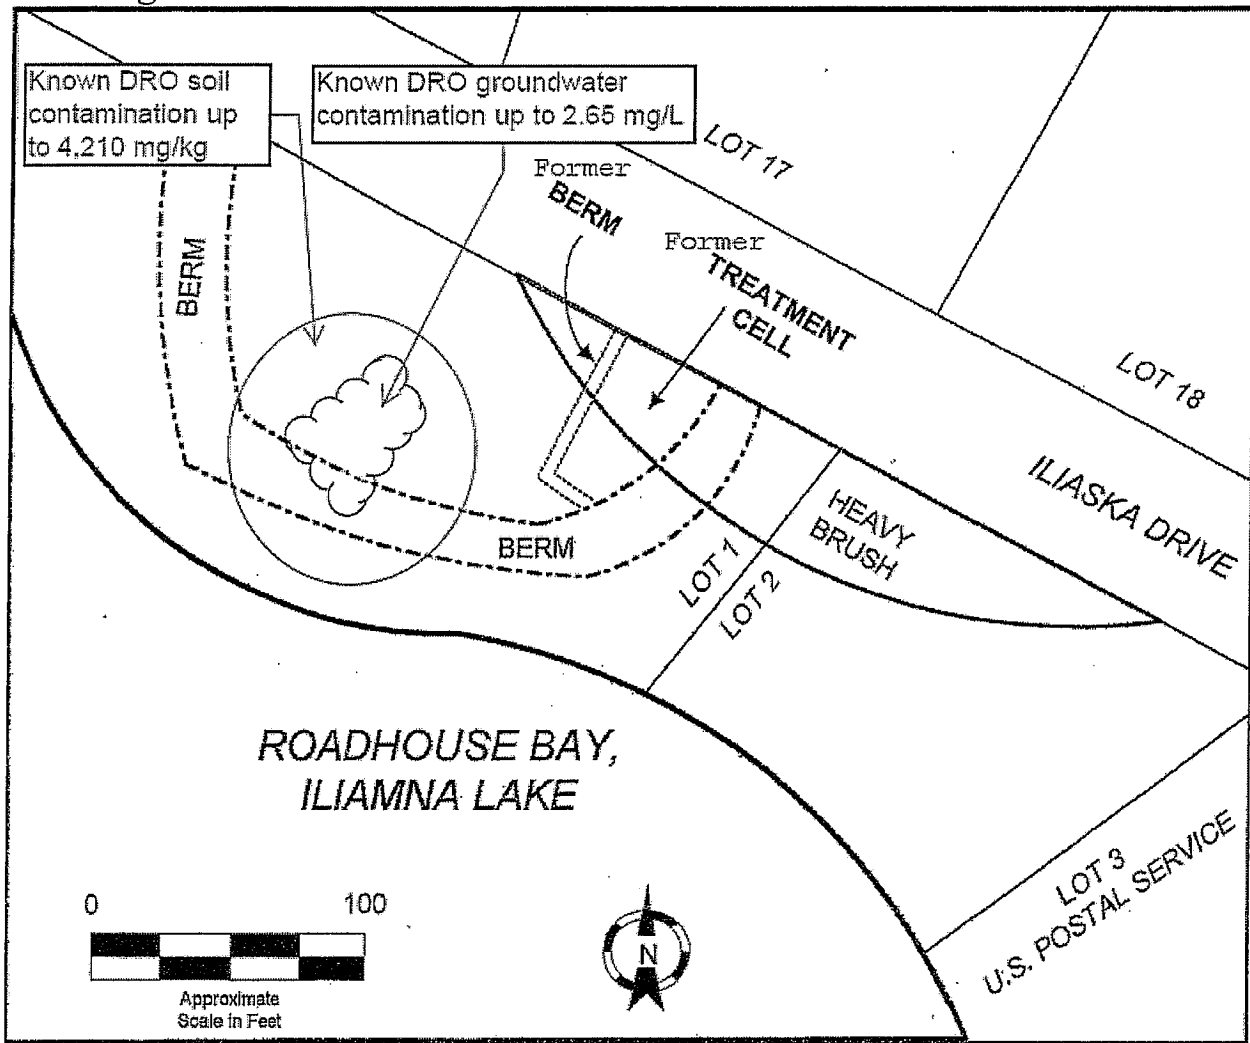 Known DRO soil
contamination up
to 4,210 mg/kg
Known DRO groundwater
contamination up to 2.65 mg/L
LOT 17
Former
BERM
Former
TREATMENT
CELL
BERM
LOT 18
ILIASKA DRIVE
HEAVY
BRUSH
BERM
LOT 1
LOT 2
ROADHOUSE BAY,
ILIAMNA LAKE
LOT 3
U.S. POSTAL SERVICE
0 100
Approximate
Scale in Feet
N